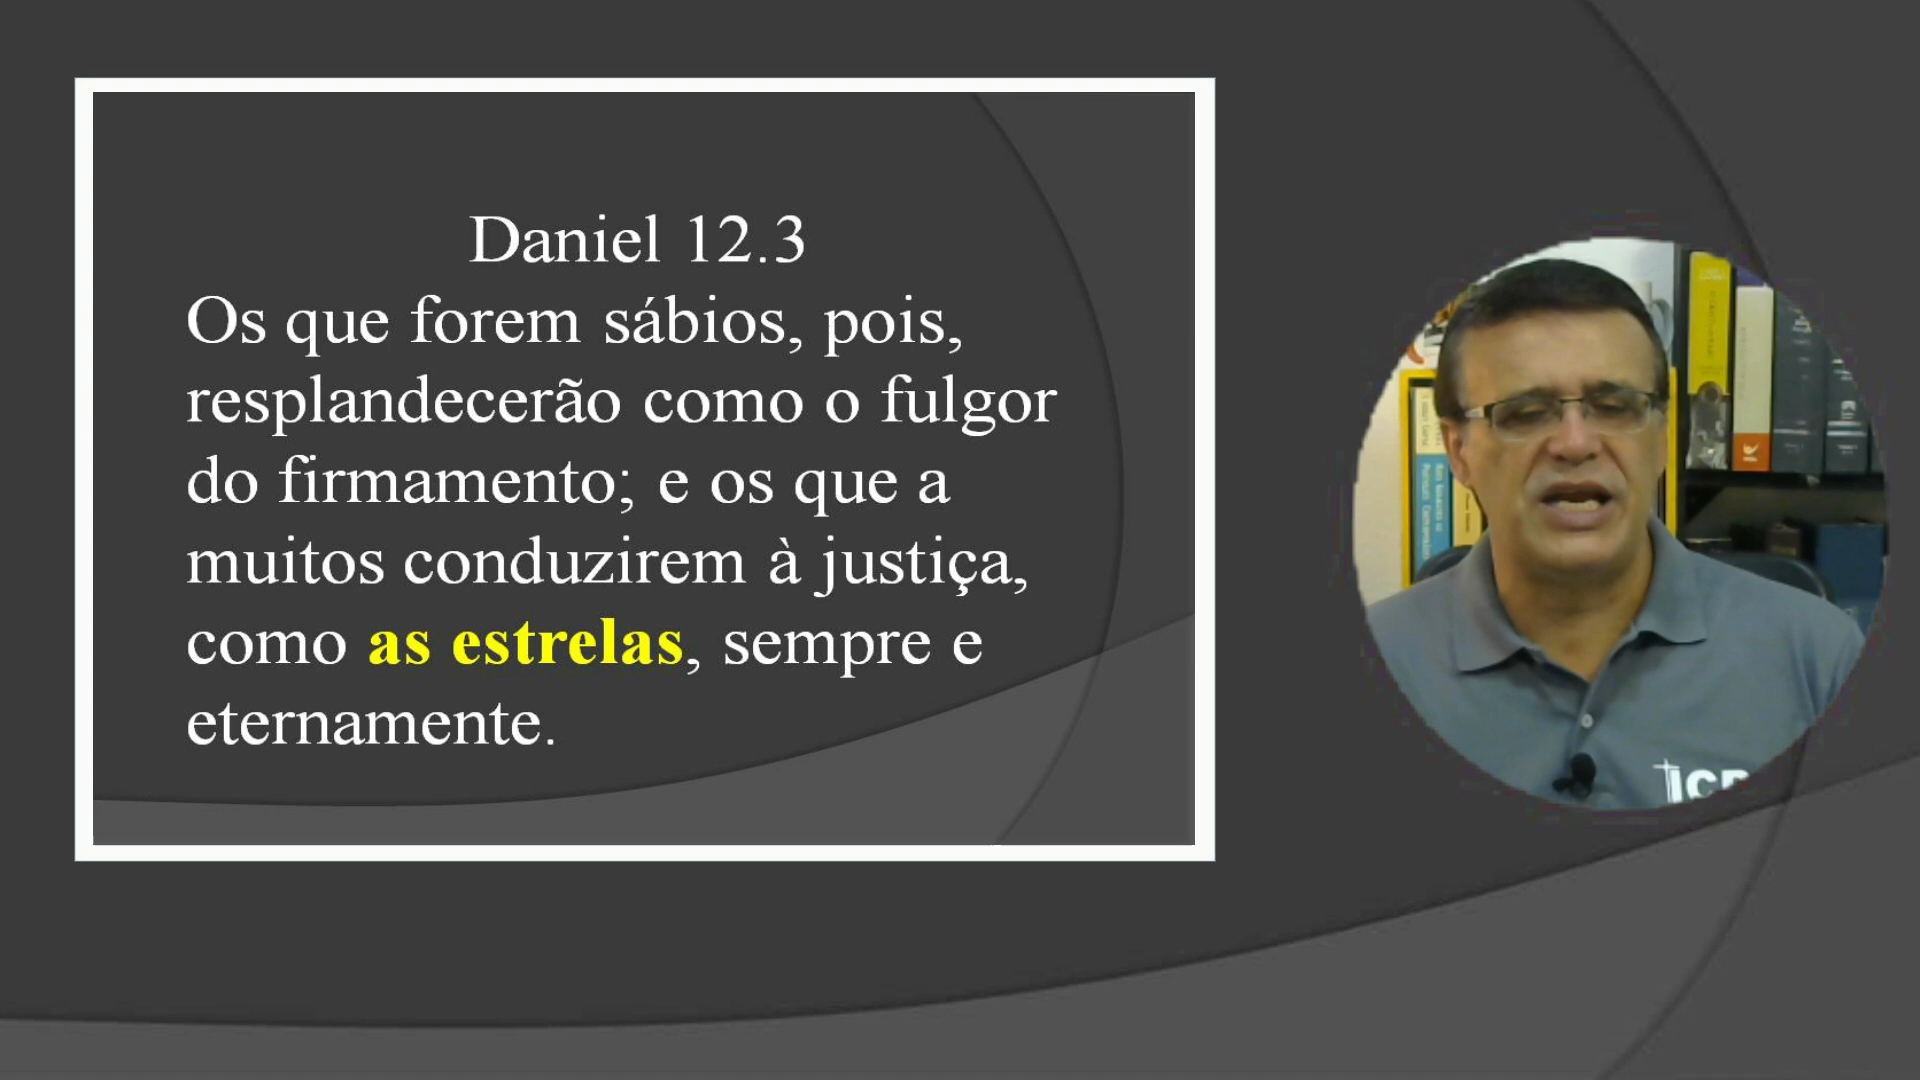 Daniel 12.3
Os que forem sábios, pois,
resplandecerão como o fulgor
do firmamento; e os que a
muitos conduzirem à justiça,
como as estrelas, sempre e
eternamente.